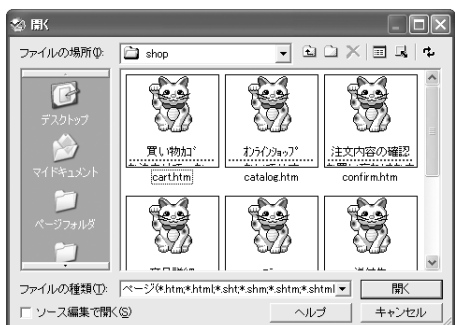 開く
ファイルの場所(I):
shop
デスクトップ
マイドキュメント
ページフォルダ
買い物ｶｺﾞ
ｵﾝﾗｲﾝｼｮｯﾌﾟ
注文内容の確認
cart.htm
catalog.htm
confirm.htm
ファイルの種類(T):
ページ(*.htm;*.html;*.sht;*.shm;*.shtm;*.shtml
開く
ソース編集で開く(S)
ヘルプ
キャンセル